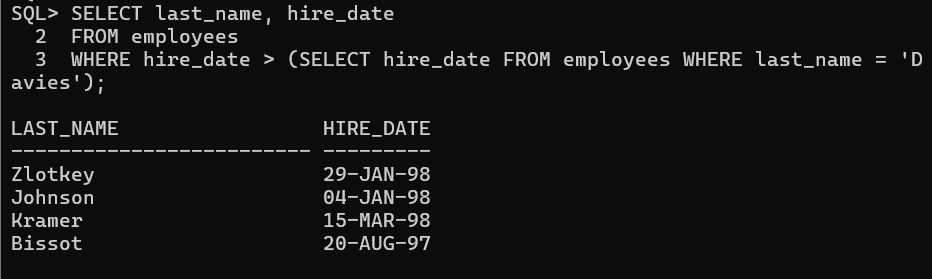 SQL> SELECT last_name, hire_date
  2  FROM employees
  3  WHERE hire_date > (SELECT hire_date FROM employees WHERE last_name = 'D
avies');
LAST_NAME                 HIRE_DATE
------------------------- ---------
Zlotkey                   29-JAN-98
Johnson                   04-JAN-98
Kramer                    15-MAR-98
Bissot                    20-AUG-97